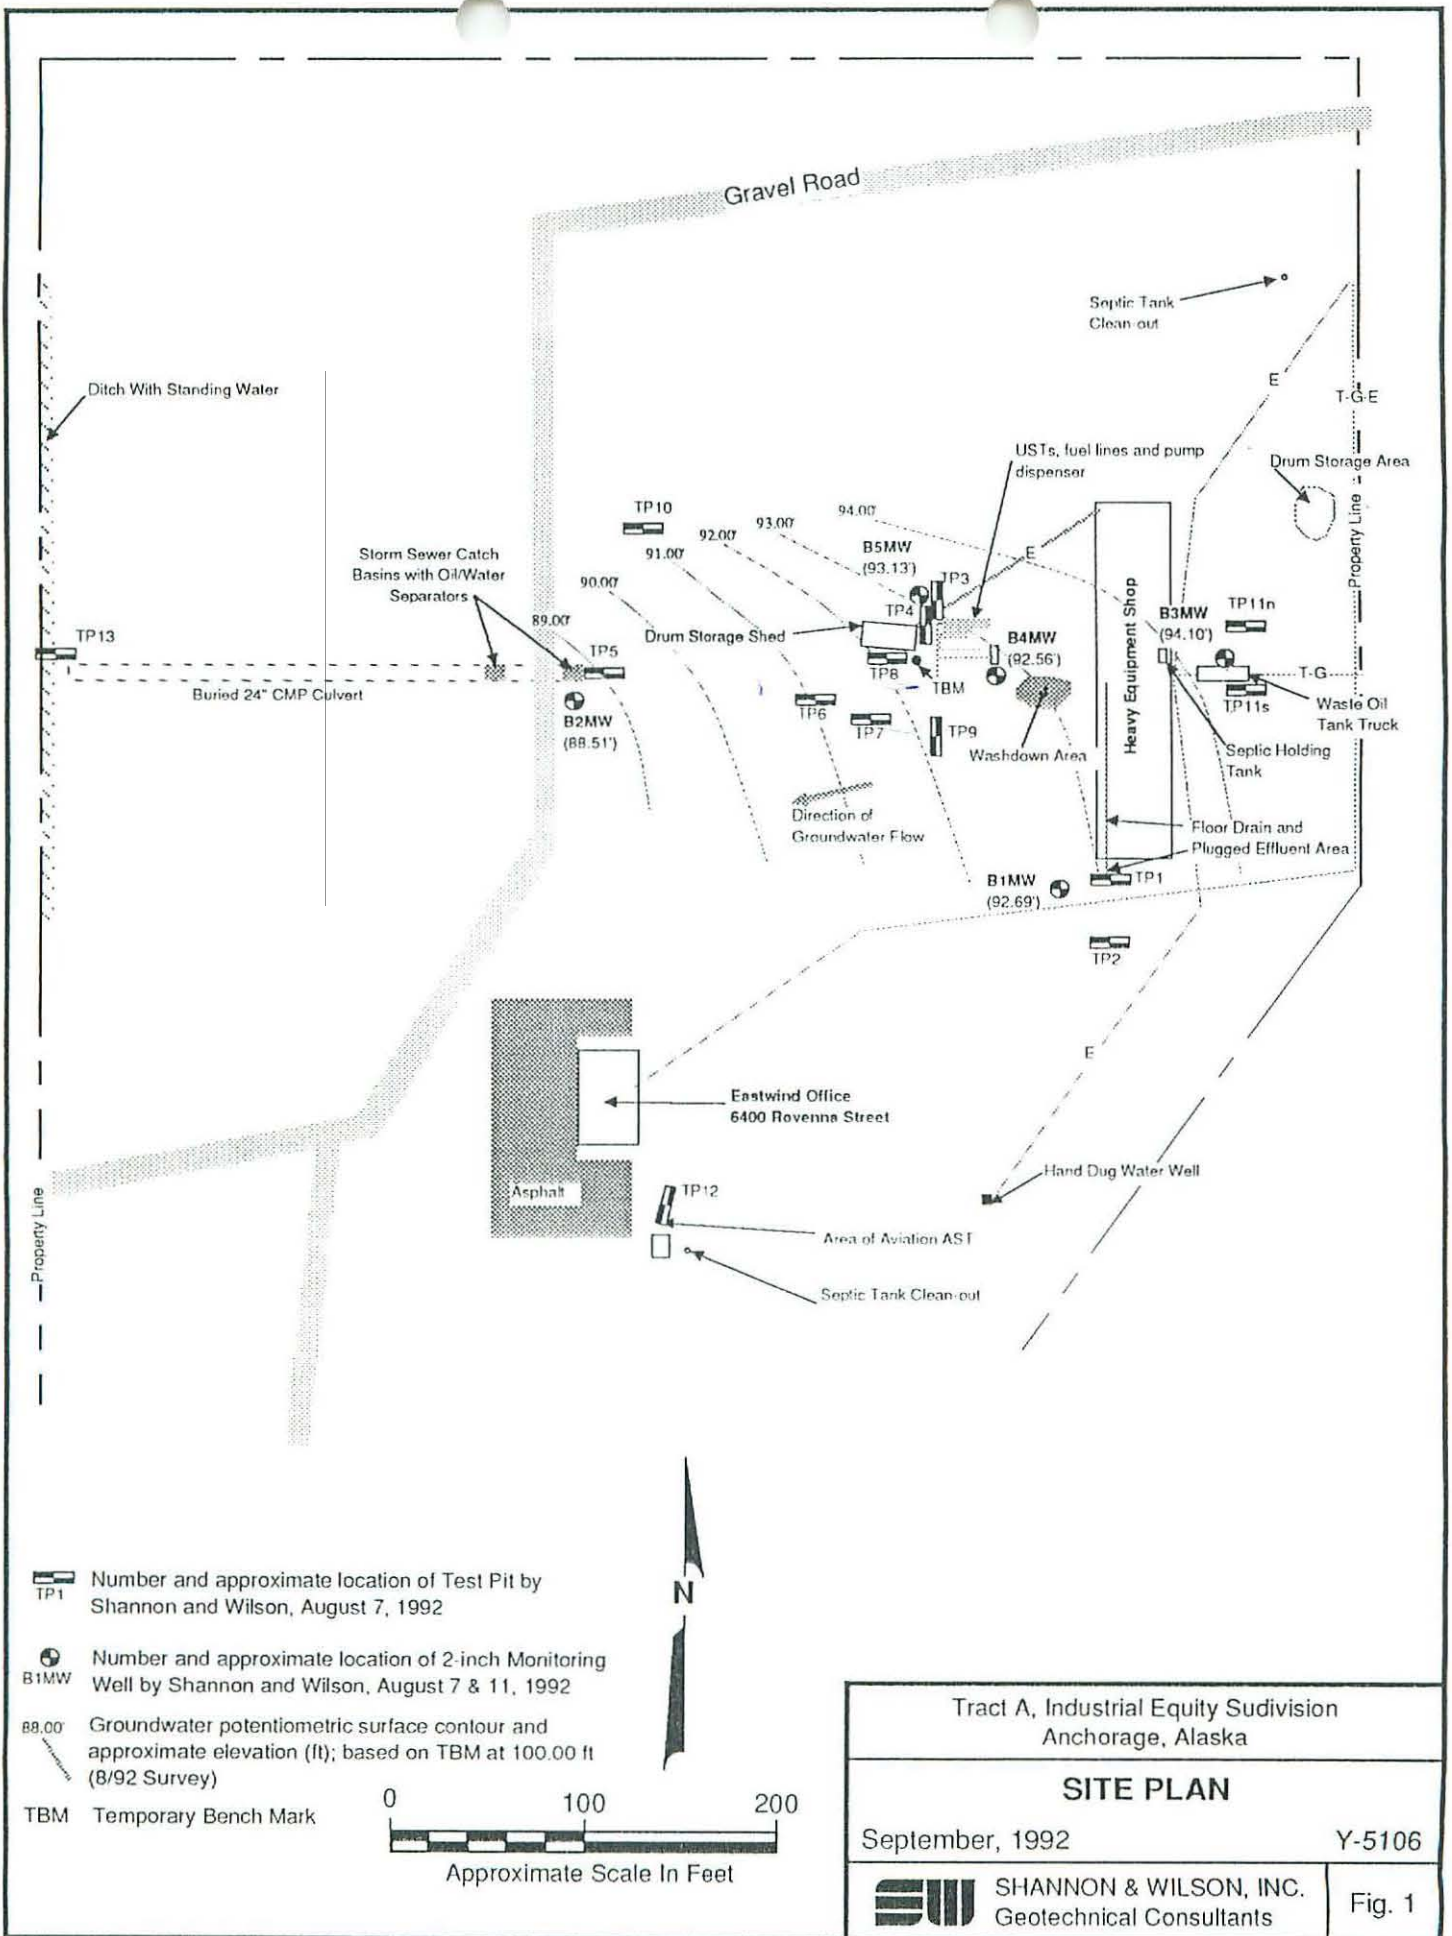 Gravel Road
Septic Tank
Clean-out
E
T-G-E
Ditch With Standing Water
USTs, fuel lines and pump
dispenser
Drum Storage Area
Property Line
TP10
94.00'
93.00'
92.00'
91.00'
90.00'
89.00'
B5MW
(93.13')
E
TP3
TP4
Storm Sewer Catch
Basins with Oil/Water
Separators
Heavy Equipment Shop
B3MW
(94.10')
TP11n
TP13
Drum Storage Shed
B4MW
(92.56')
TP5
TP8
TBM
T-G
Buried 24" CMP Culvert
TP11s
Waste Oil
Tank Truck
B2MW
(88.51')
TP6
TP7
TP9
Washdown Area
Septic Holding
Tank
Direction of
Groundwater Flow
Floor Drain and
Plugged Effluent Area
B1MW
(92.69')
TP1
TP2
E
Eastwind Office
6400 Rovenna Street
Hand Dug Water Well
Asphalt
TP12
Property Line
Area of Aviation AST
Septic Tank Clean-out
N
TP1
Number and approximate location of Test Pit by
Shannon and Wilson, August 7, 1992
B1MW
Number and approximate location of 2-inch Monitoring
Well by Shannon and Wilson, August 7 & 11, 1992
88.00'
Groundwater potentiometric surface contour and
approximate elevation (ft); based on TBM at 100.00 ft
(8/92 Survey)
TBM Temporary Bench Mark
0 100 200
Approximate Scale In Feet
Tract A, Industrial Equity Sudivision
Anchorage, Alaska
SITE PLAN
September, 1992 Y-5106
SW
SHANNON & WILSON, INC.
Geotechnical Consultants
Fig. 1